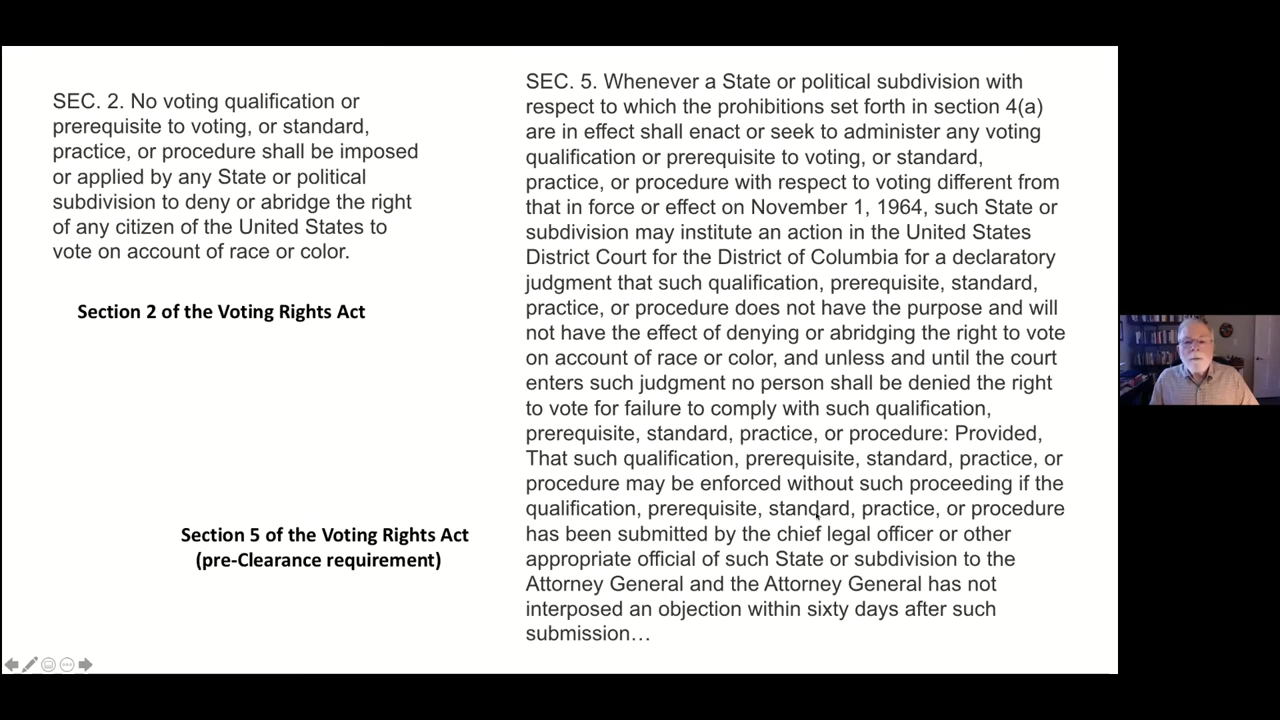 SEC. 2. No voting qualification or
prerequisite to voting, or standard,
practice, or procedure shall be imposed
or applied by any State or political
subdivision to deny or abridge the right
of any citizen of the United States to
vote on account of race or color.
Section 2 of the Voting Rights Act
Section 5 of the Voting Rights Act
(pre-Clearance requirement)
SEC. 5. Whenever a State or political subdivision with
respect to which the prohibitions set forth in section 4(a)
are in effect shall enact or seek to administer any voting
qualification or prerequisite to voting, or standard,
practice, or procedure with respect to voting different from
that in force or effect on November 1, 1964, such State or
subdivision may institute an action in the United States
District Court for the District of Columbia for a declaratory
judgment that such qualification, prerequisite, standard,
practice, or procedure does not have the purpose and will
not have the effect of denying or abridging the right to vote
on account of race or color, and unless and until the court
enters such judgment no person shall be denied the right
to vote for failure to comply with such qualification,
prerequisite, standard, practice, or procedure: Provided,
That such qualification, prerequisite, standard, practice, or
procedure may be enforced without such proceeding if the
qualification, prerequisite, standard, practice, or procedure
has been submitted by the chief legal officer or other
appropriate official of such State or subdivision to the
Attorney General and the Attorney General has not
interposed an objection within sixty days after such
submission…